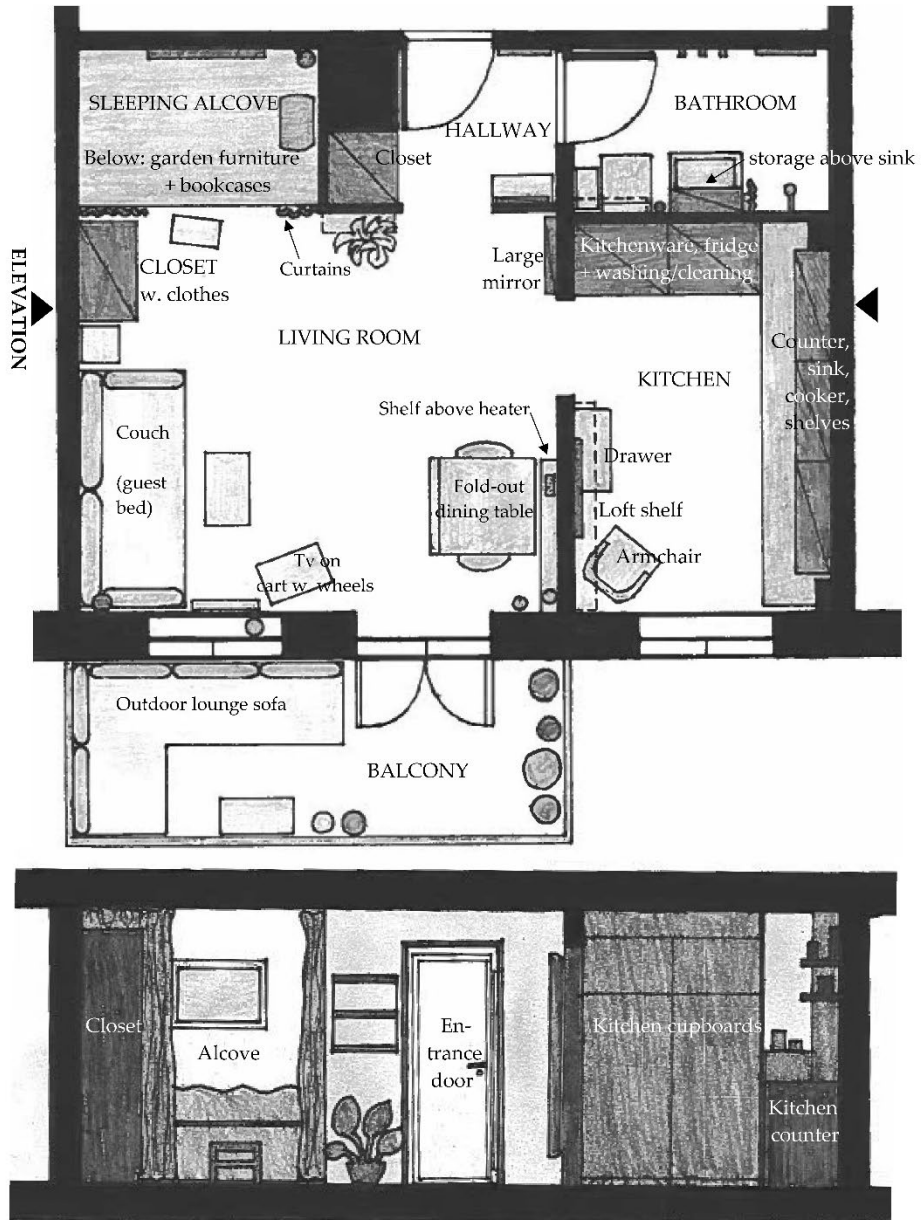 SLEEPING ALCOVE
Below: garden furniture
+ bookcases
HALLWAY
Closet
BATHROOM
storage above sink
ELEVATION
CLOSET
w. clothes
Curtains
Large
mirror
Kitchenware, fridge
+ washing/cleaning
LIVING ROOM
KITCHEN
Counter,
sink,
cooker,
shelves
Couch
(guest
bed)
Shelf above heater
Fold-out
dining table
Drawer
Loft shelf
Armchair
Tv on
cart w. wheels
Outdoor lounge sofa
BALCONY
Closet
Alcove
En-
trance
door
Kitchen cupboards
Kitchen
counter